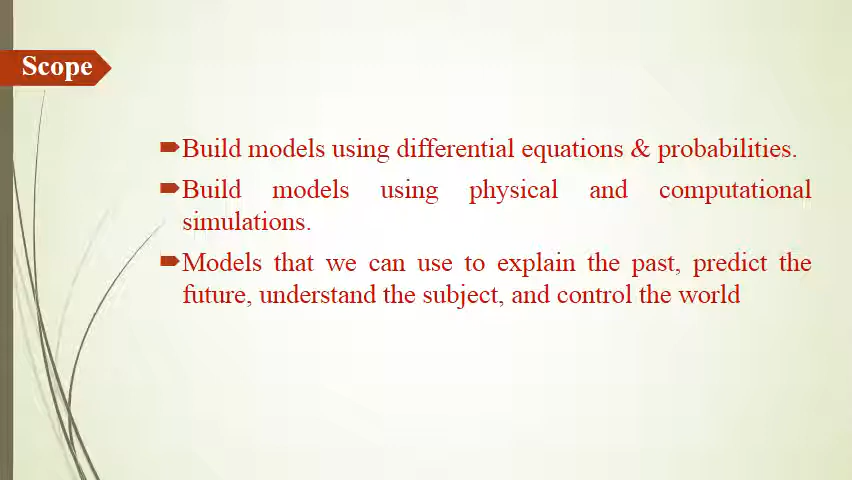 Scope
Build models using differential equations & probabilities.
Build models using physical and computational
simulations.
Models that we can use to explain the past, predict the
future, understand the subject, and control the world